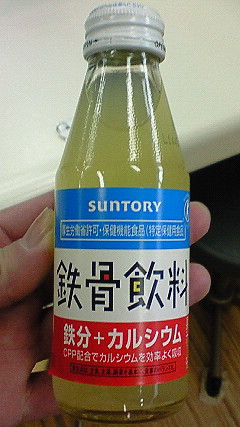 SUNTORY
厚生労働省許可・保健機能食品(特定保健用食品)
鉄骨飲料
鉄分+カルシウム
CPP配合でカルシウムを効率よく吸収